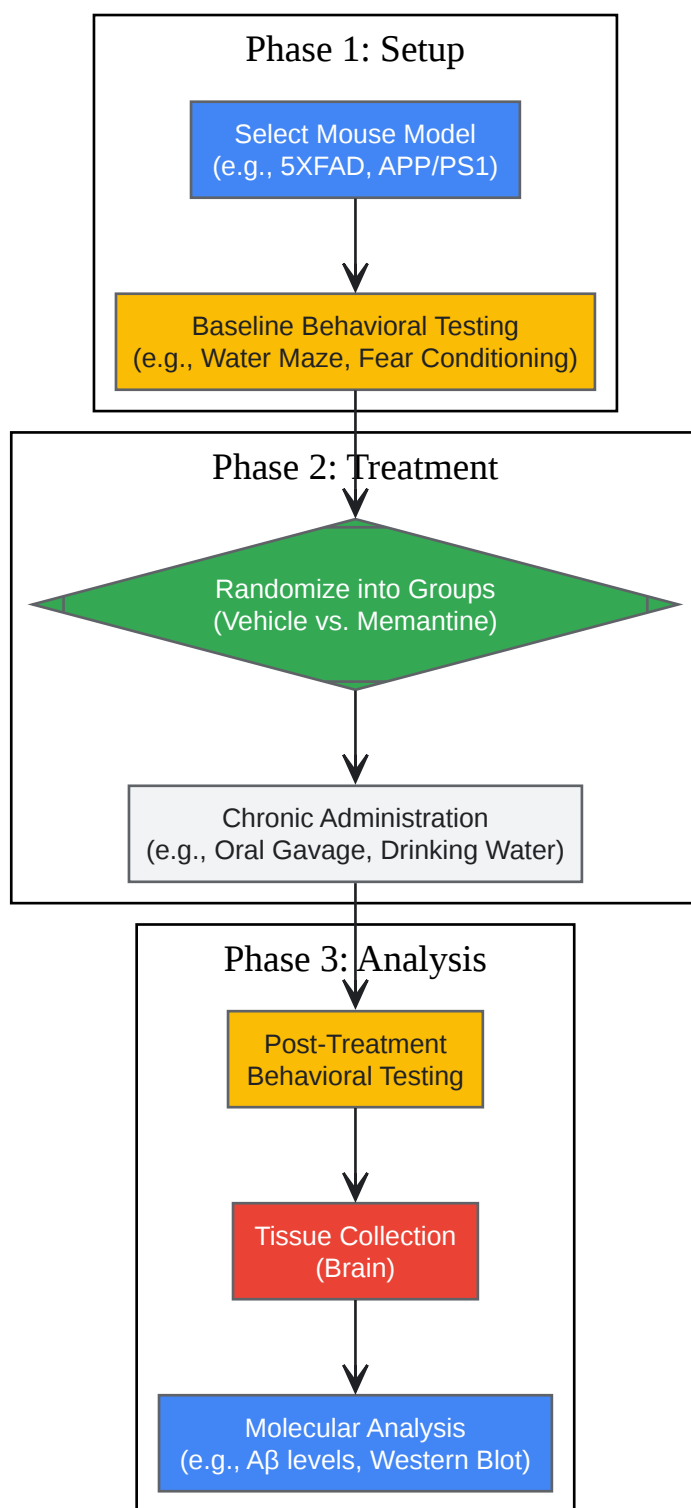 Phase 1: Setup
Select Mouse Model
(e.g., 5XFAD, APP/PS1)
Baseline Behavioral Testing
(e.g., Water Maze, Fear Conditioning)
Phase 2: Treatment
Randomize into Groups
(Vehicle vs. Memantine)
Chronic Administration
(e.g., Oral Gavage, Drinking Water)
Phase 3: Analysis
Post-Treatment
Behavioral Testing
Tissue Collection
(Brain)
Molecular Analysis
(e.g., Aβ levels, Western Blot)